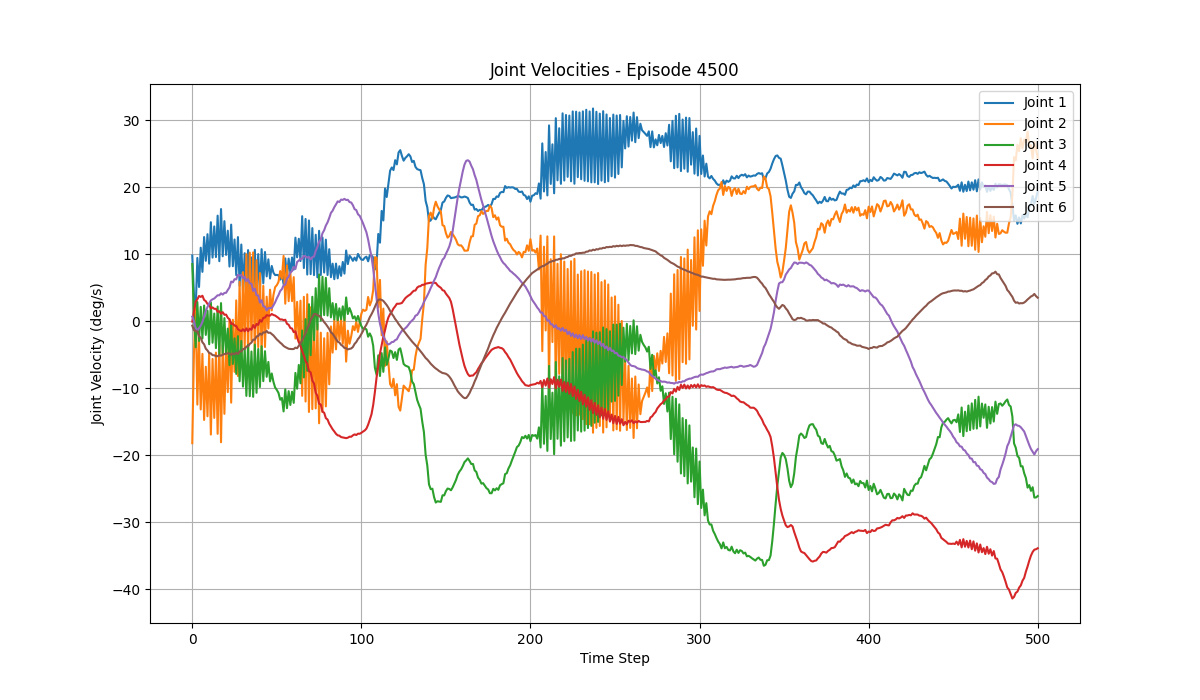 Joint Velocities - Episode 4500
Joint 1
Joint 2
Joint 3
Joint 4
Joint 5
Joint 6
30
20
10
0
−10
−20
−30
−40
Joint Velocity (deg/s)
0 100 200 300 400 500
Time Step